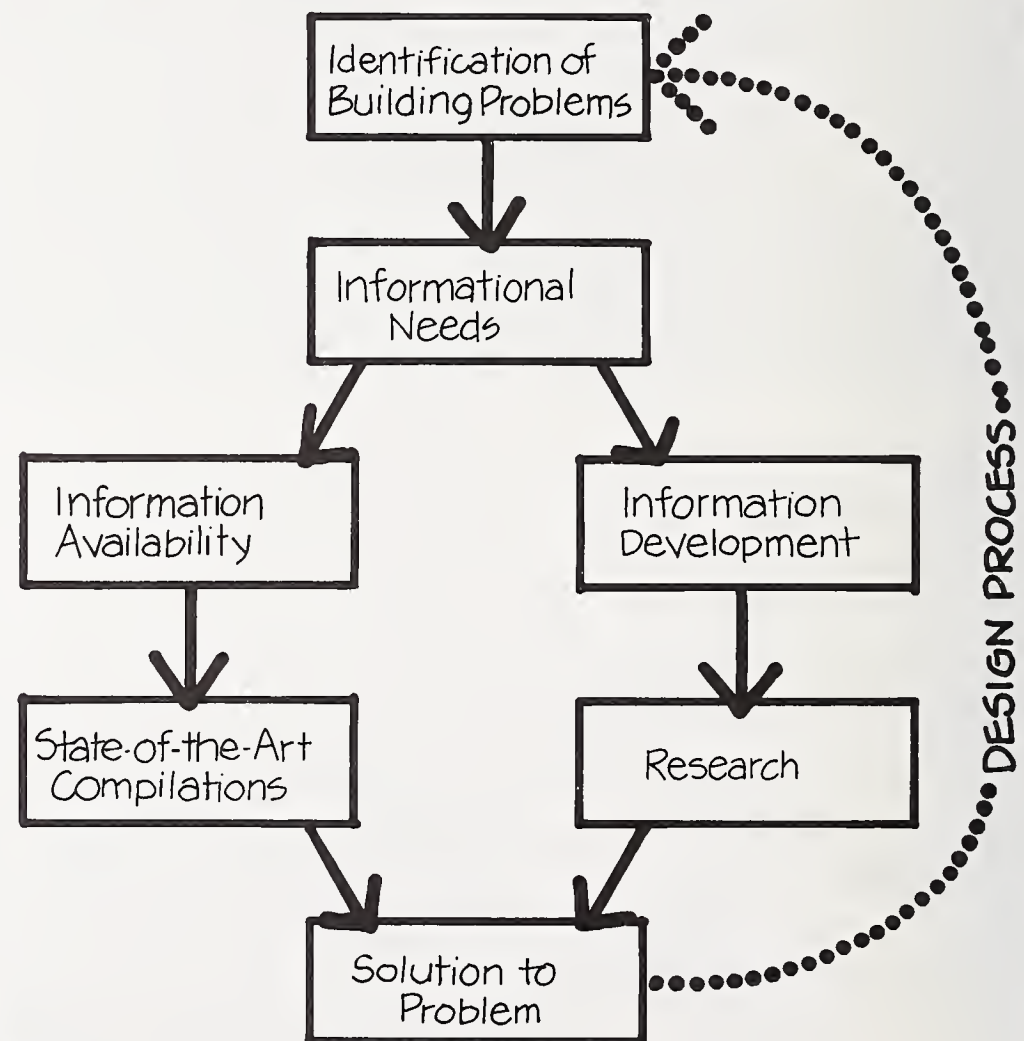 Identification of
Building Problems
Informational
Needs
Information
Availability
Information
Development
State-of-the-Art
Compilations
Research
Solution to
Problem
DESIGN PROCESS